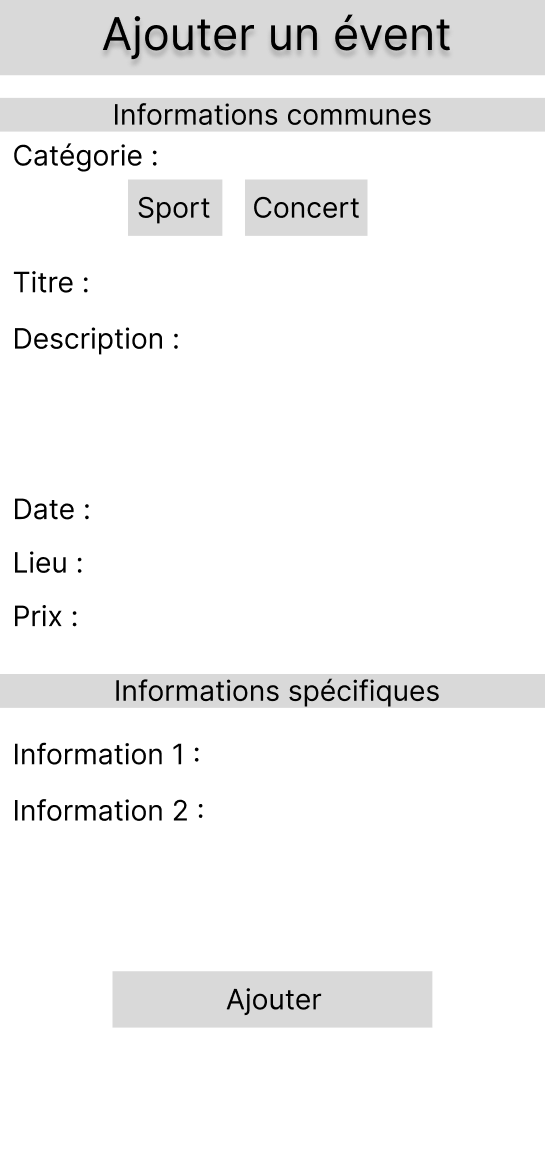 Ajouter un évent
Informations communes
Catégorie :
Sport Concert
Titre :
Description :
Date :
Lieu :
Prix :
Informations spécifiques
Information 1 :
Information 2 :
Ajouter